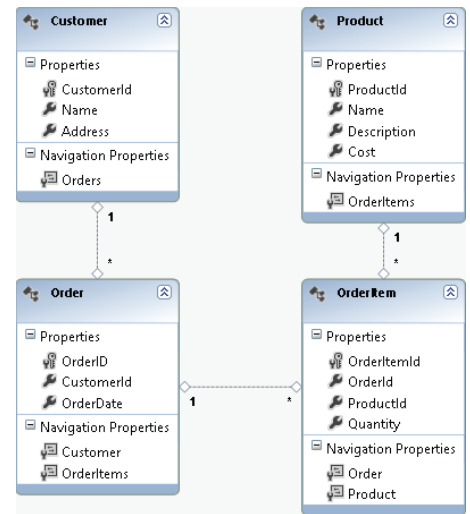 Customer
Properties
CustomerId
Name
Address
Navigation Properties
Orders
Product
Properties
ProductId
Name
Description
Cost
Navigation Properties
OrderItems
1
*
1
*
Order
Properties
OrderID
CustomerId
OrderDate
Navigation Properties
Customer
OrderItems
1
*
OrderItem
Properties
OrderItemId
OrderId
ProductId
Quantity
Navigation Properties
Order
Product